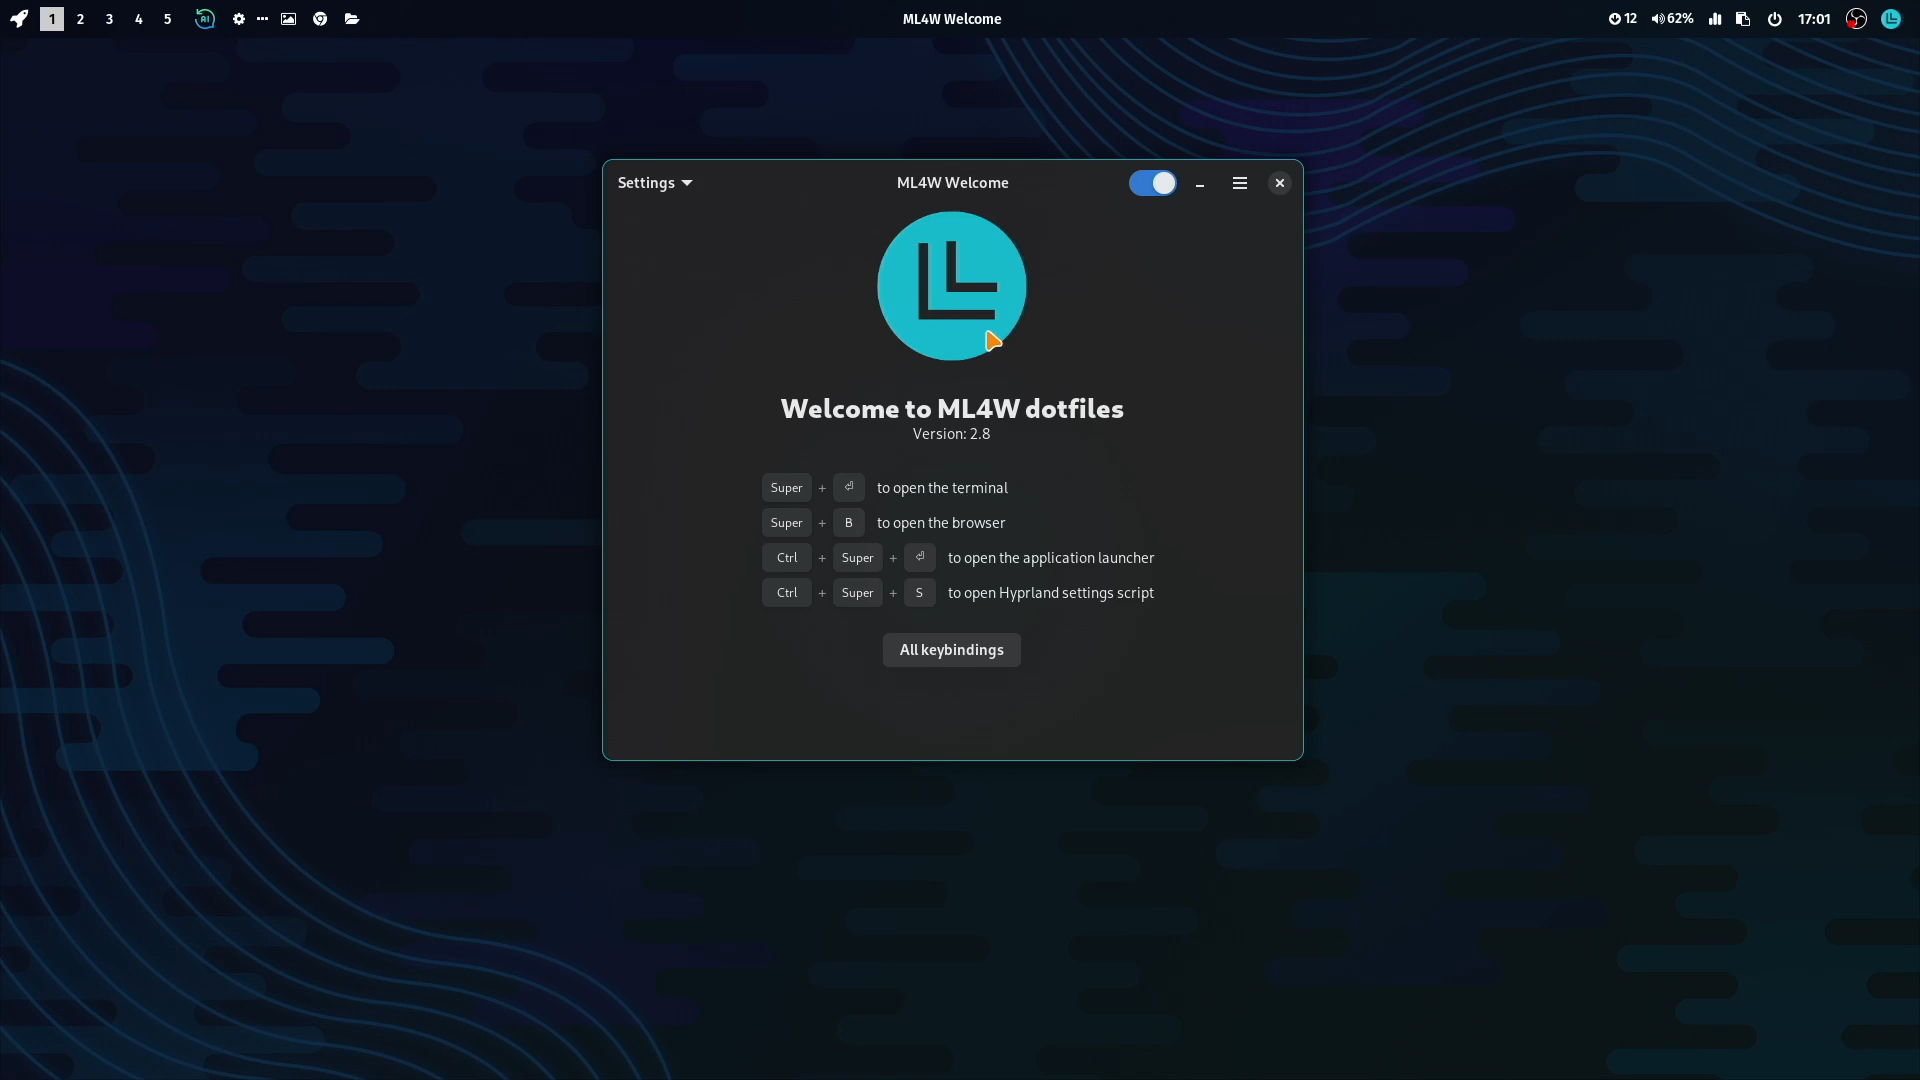 1 2 3 4 5 AI ML4W Welcome 12 62% 17:01
Settings ML4W Welcome
Welcome to ML4W dotfiles
Version: 2.8
Super + ⏎ to open the terminal
Super + B to open the browser
Ctrl + Super + ⏎ to open the application launcher
Ctrl + Super + S to open Hyprland settings script
All keybindings